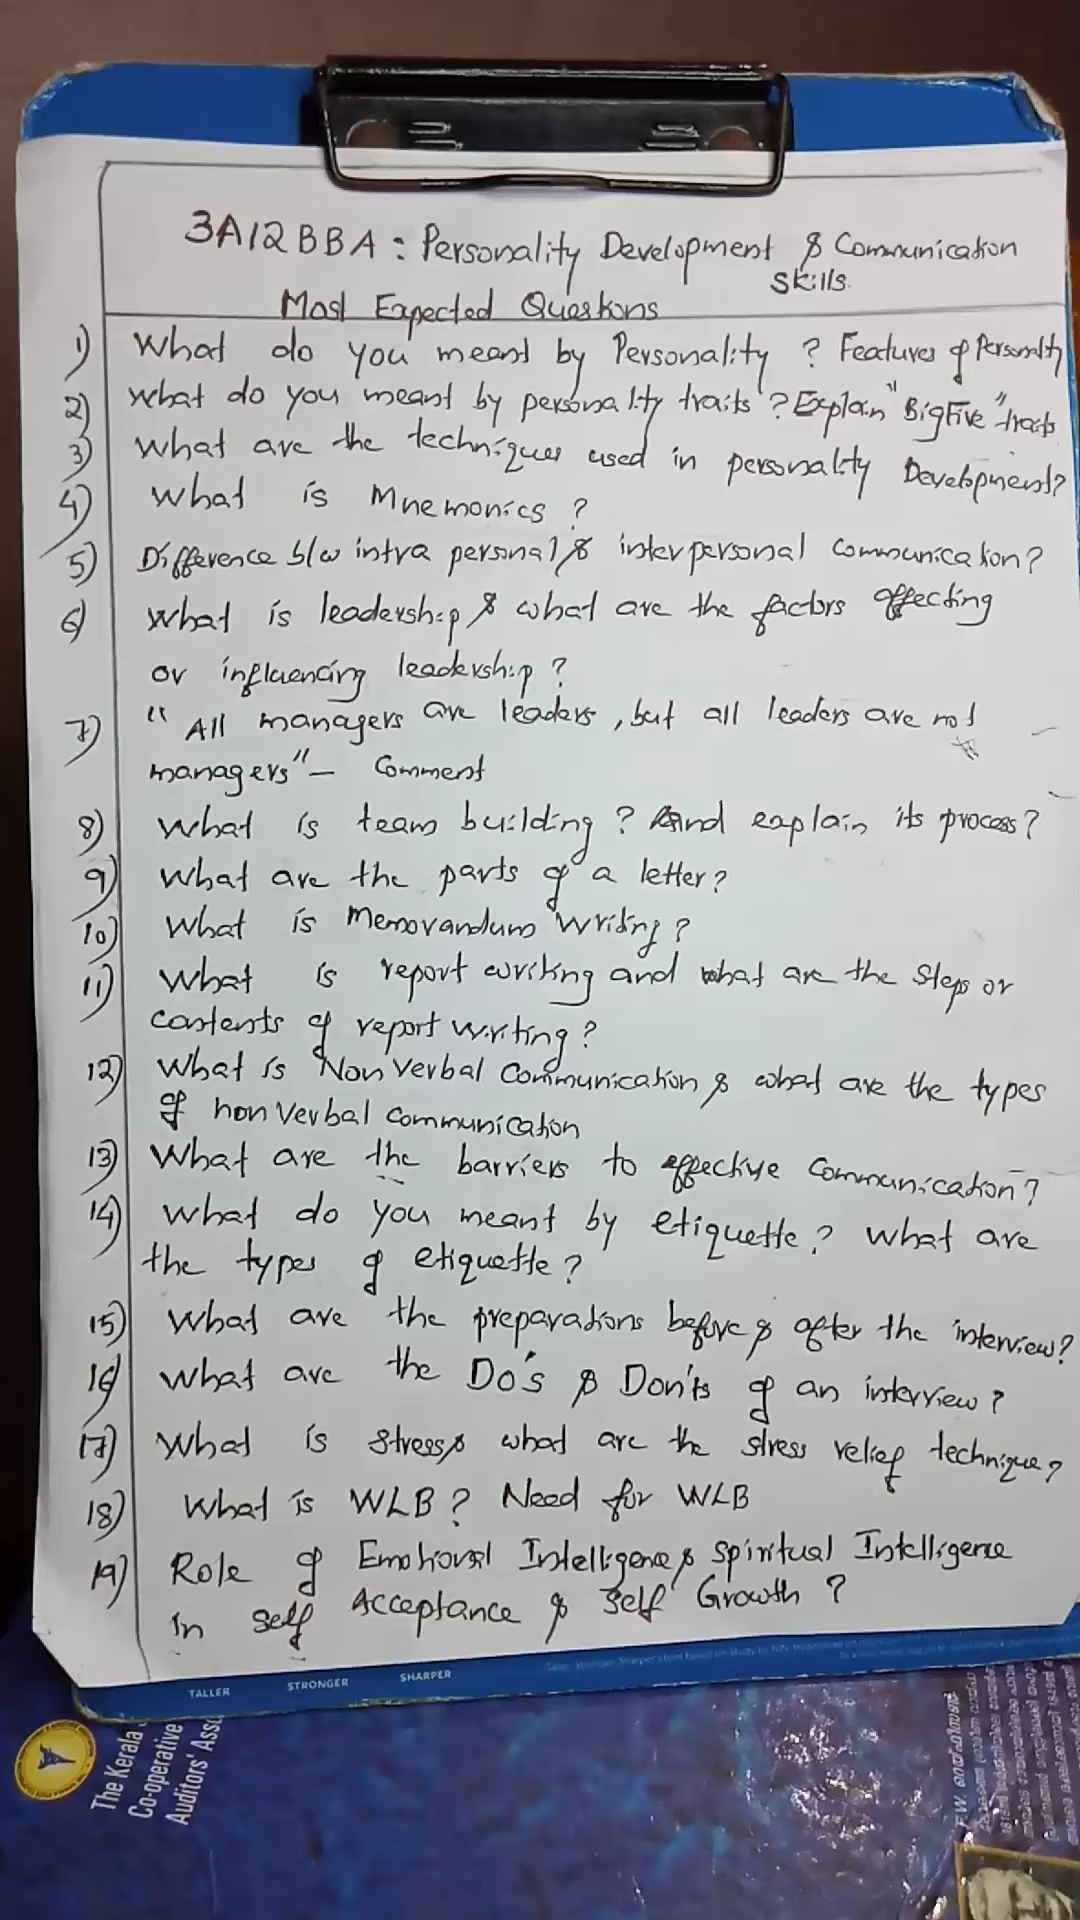 3A12BBA : Personality Development & Communication
Skills.
Most Expected Questions
1) What do you meant by Personality ? Features of Personality
2) What do you meant by personality traits ? Explain "Big Five" traits
3) What are the techniques used in personality Development?
4) What is Mnemonics ?
5) Difference b/w intra personal & interpersonal communication?
6) What is leadership & what are the factors affecting
or influencing leadership ?
7) "All managers are leaders, but all leaders are not
managers" - Comment
8) What is team building ? And explain its process?
9) What are the parts of a letter?
10) What is Memorandum Writing?
11) What is report writing and what are the steps or
contents of report writing?
12) What is Non Verbal Communication & what are the types
of non Verbal communication
13) What are the barriers to effective Communication?
14) What do you meant by etiquette? What are
the types of etiquette?
15) What are the preparations before & after the interview?
16) What are the Do's & Don'ts of an interview?
17) What is stress & what are the stress relief technique?
18) What is WLB? Need for WLB
19) Role of Emotional Intelligence & Spiritual Intelligence
In self Acceptance & Self Growth ?
TALLER STRONGER SHARPER
The Kerala
Co-operative
Auditors'